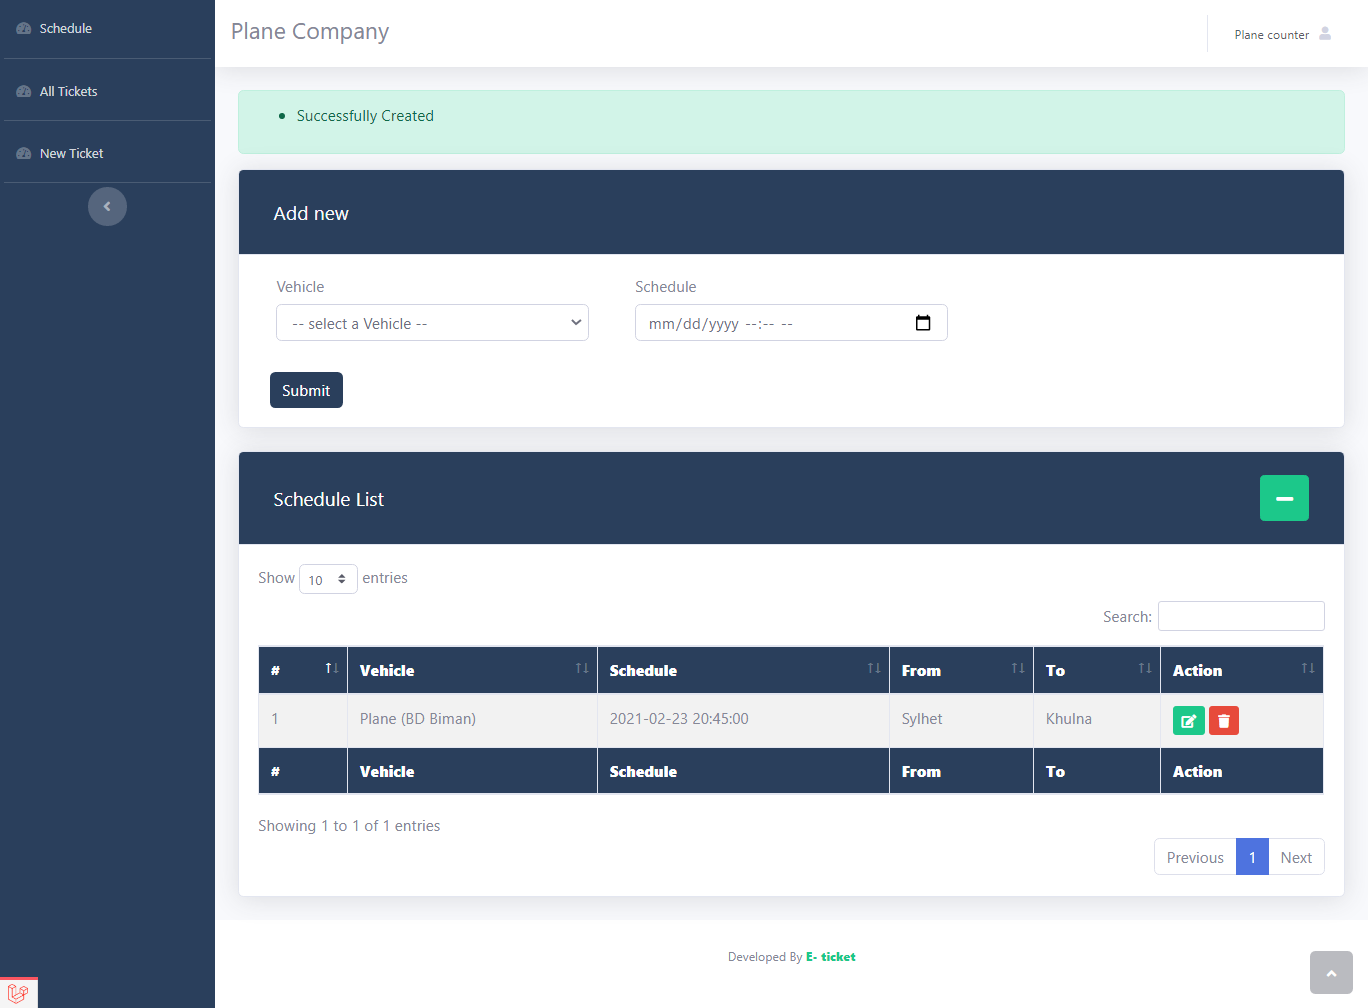 Schedule
All Tickets
New Ticket
Plane Company
Plane counter
Successfully Created
Add new
Vehicle Schedule
-- select a Vehicle -- mm/dd/yyyy --:-- --
Submit
Schedule List
Show 10 entries
Search:
# Vehicle Schedule From To Action
1 Plane (BD Biman) 2021-02-23 20:45:00 Sylhet Khulna
# Vehicle Schedule From To Action
Showing 1 to 1 of 1 entries
Previous 1 Next
Developed By E- ticket